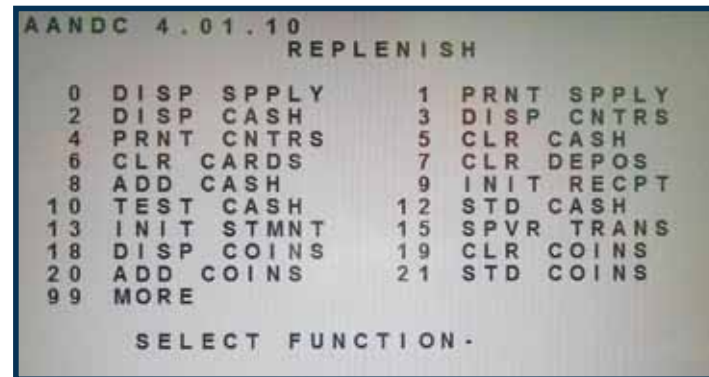 AANDC 4.01.10
REPLENISH
0 DISP SPPLY 1 PRNT SPPLY
2 DISP CASH 3 DISP CNTRS
4 PRNT CNTRS 5 CLR CASH
6 CLR CARDS 7 CLR DEPOS
8 ADD CASH 9 INIT RECPT
10 TEST CASH 12 STD CASH
13 INIT STMNT 15 SPVR TRANS
18 DISP COINS 19 CLR COINS
20 ADD COINS 21 STD COINS
99 MORE
SELECT FUNCTION-